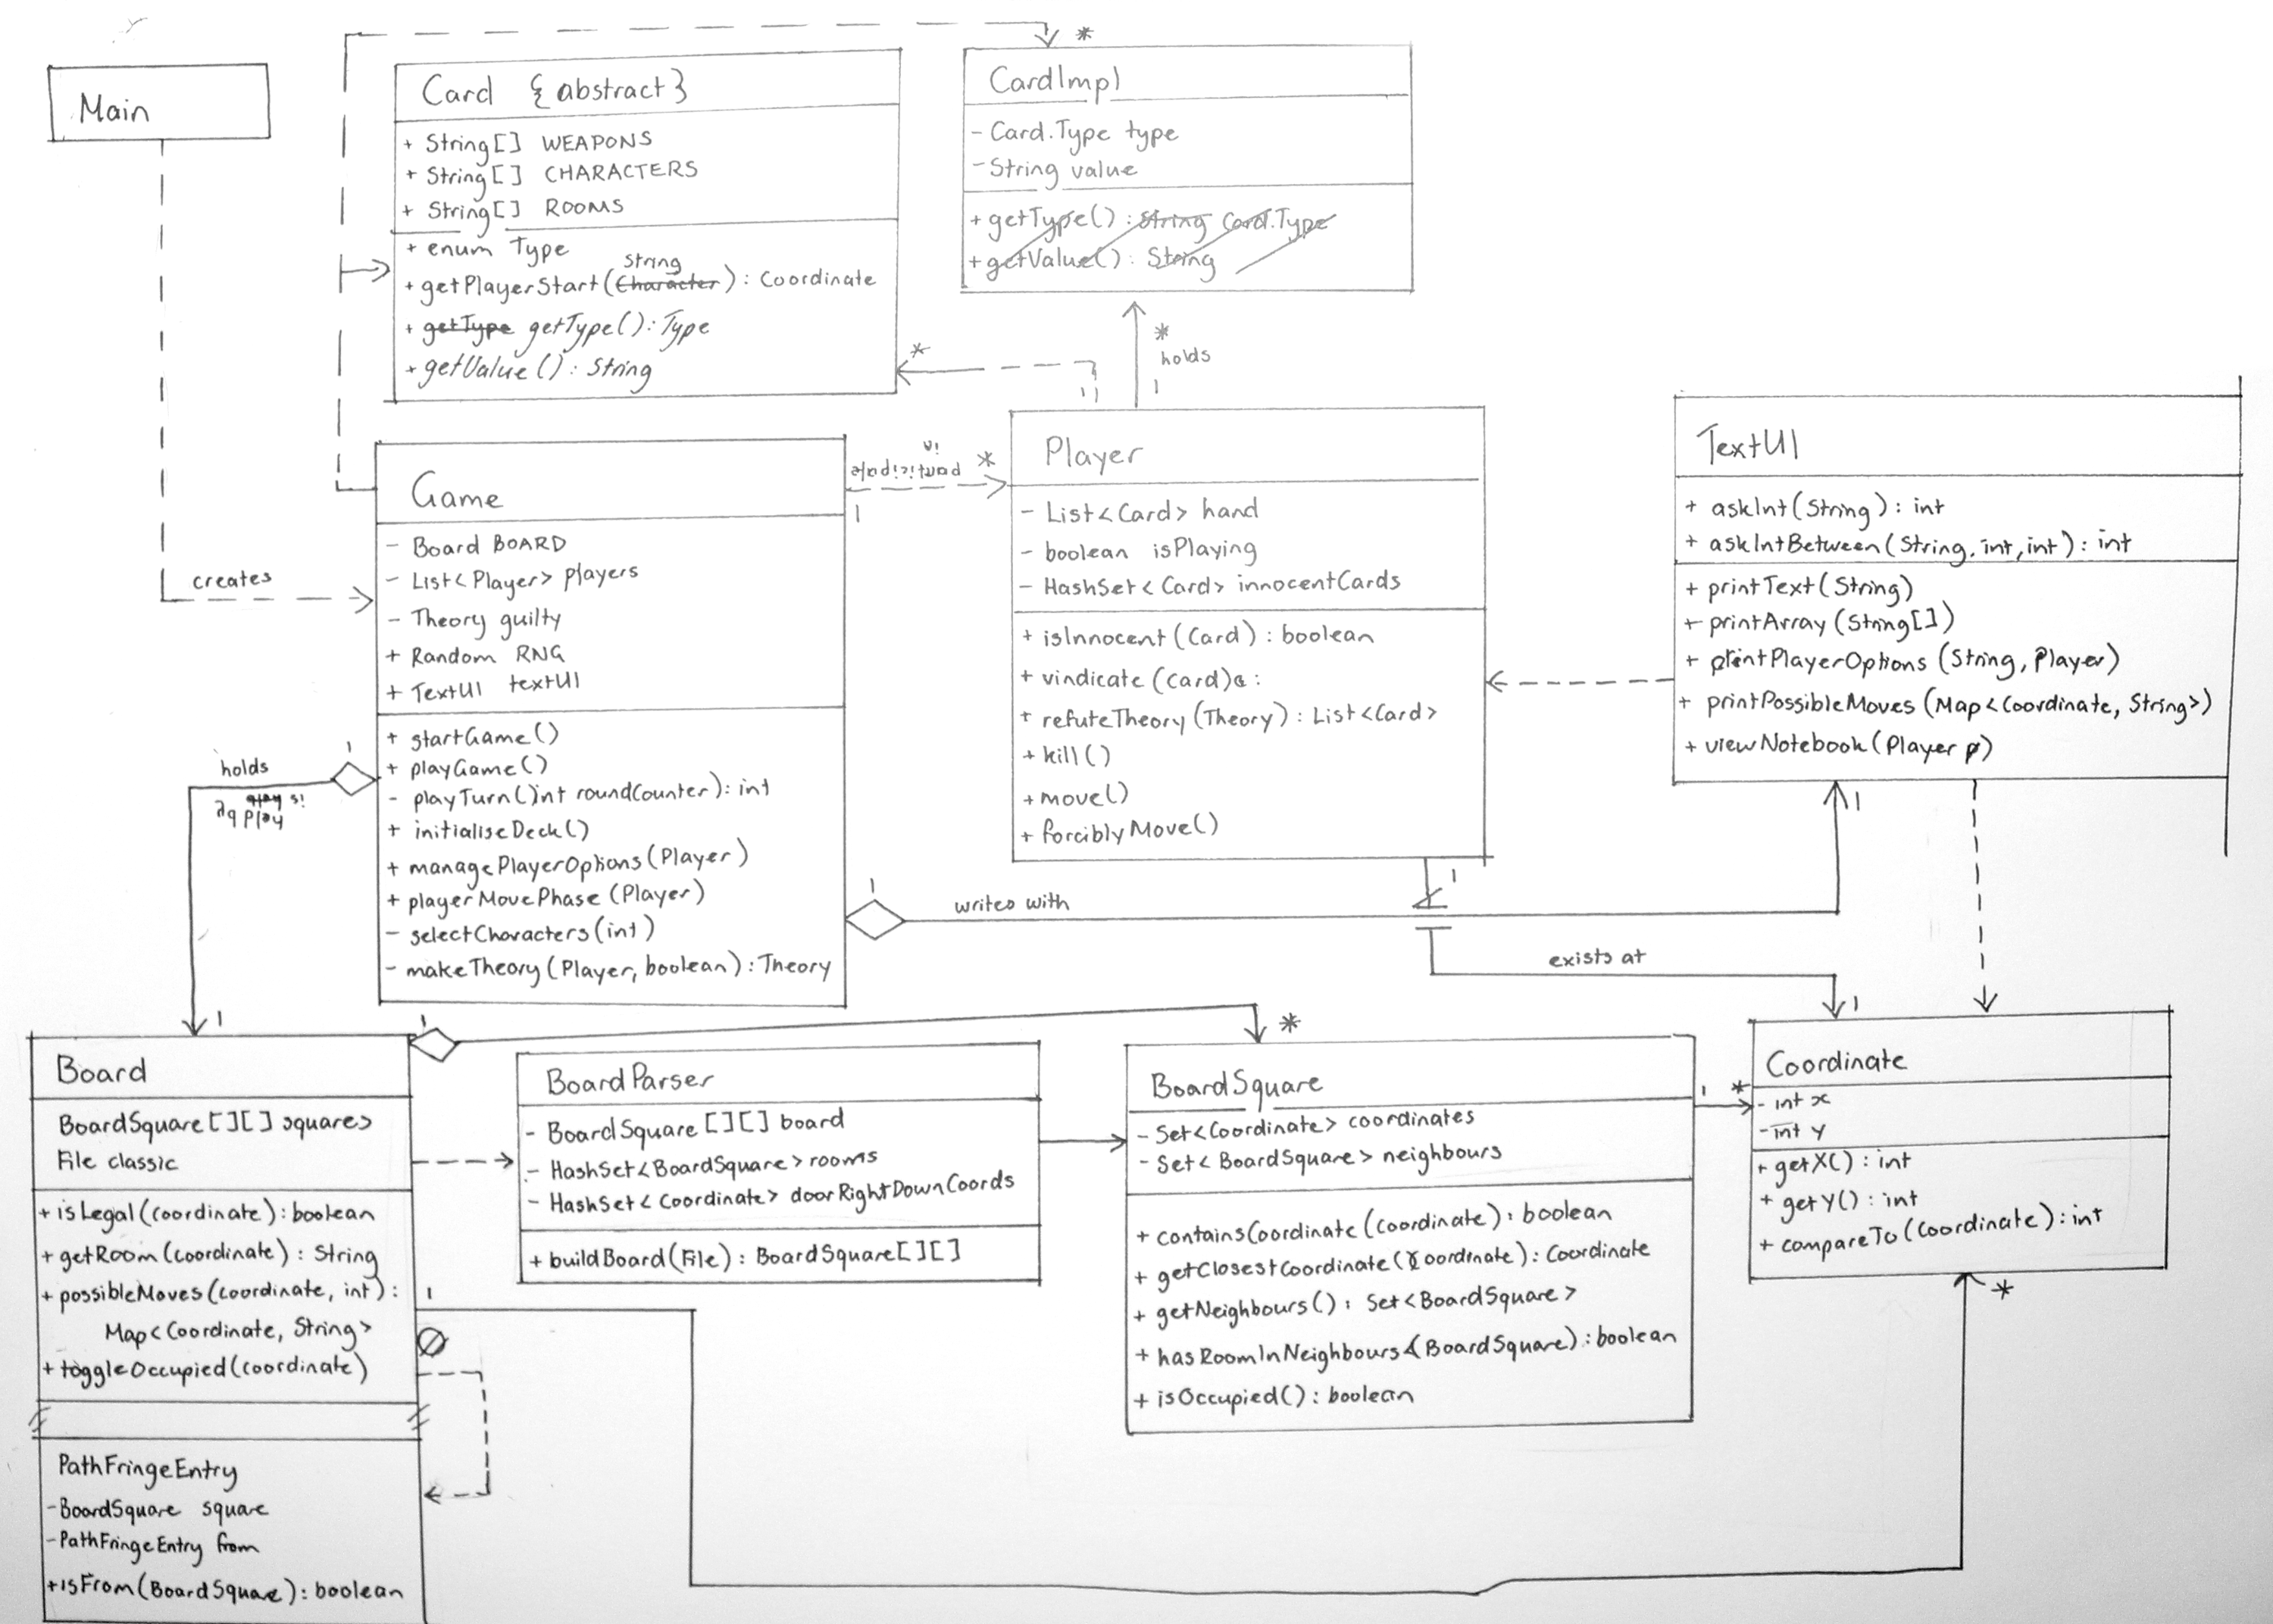 *
Main
Card {abstract}
+ String[] WEAPONS
+ String[] CHARACTERS
+ String[] ROOMS
+ enum Type
String
+ getPlayerStart(Character): Coordinate
+ getType getType(): Type
+ getValue(): String
CardImpl
- Card.Type type
- String value
+ getType(): String Card.Type
+ getValue(): String
*
holds
1
*
1
creates
Game
- Board BOARD
- List<Player> players
- Theory guilty
+ Random RNG
+ TextUI textUI
+ startGame()
+ playGame()
- playTurn()int roundCounter): int
+ initialiseDeck()
+ managePlayerOptions(Player)
+ playerMovePhase(Player)
- selectCharacters(int)
- makeTheory(Player, boolean): Theory
participate
in
*
1
Player
- List<Card> hand
- boolean isPlaying
- HashSet<Card> innocentCards
+ isInnocent(Card): boolean
+ vindicate(Card):
+ refuteTheory(Theory): List<Card>
+ kill()
+ move()
+ forciblyMove()
TextUI
+ askInt(String): int
+ askIntBetween(String, int, int): int
+ printText(String)
+ printArray(String[])
+ printPlayerOptions(String, Player)
+ printPossibleMoves(Map<Coordinate, String>)
+ viewNotebook(Player p)
1
holds
is
held by
1
1
writes with
1
1
exists at
1
1
*
Board
BoardSquare[][] squares
File classic
+ isLegal(Coordinate): boolean
+ getRoom(Coordinate): String
+ possibleMoves(Coordinate, int):
Map<Coordinate, String>
+ toggleOccupied(Coordinate)
PathFringeEntry
- BoardSquare square
- PathFringeEntry from
+ isFrom(BoardSquare): boolean
1
BoardParser
- BoardSquare[][] board
- HashSet<BoardSquare> rooms
- HashSet<Coordinate> doorRightDownCoords
+ buildBoard(File): BoardSquare[][]
BoardSquare
- Set<Coordinate> coordinates
- Set<BoardSquare> neighbours
+ containsCoordinate(Coordinate): boolean
+ getClosestCoordinate(Coordinate): Coordinate
+ getNeighbours(): Set<BoardSquare>
+ hasRoomInNeighbours(BoardSquare): boolean
+ isOccupied(): boolean
1
*
Coordinate
- int x
- int y
+ getX(): int
+ getY(): int
+ compareTo(Coordinate): int
*